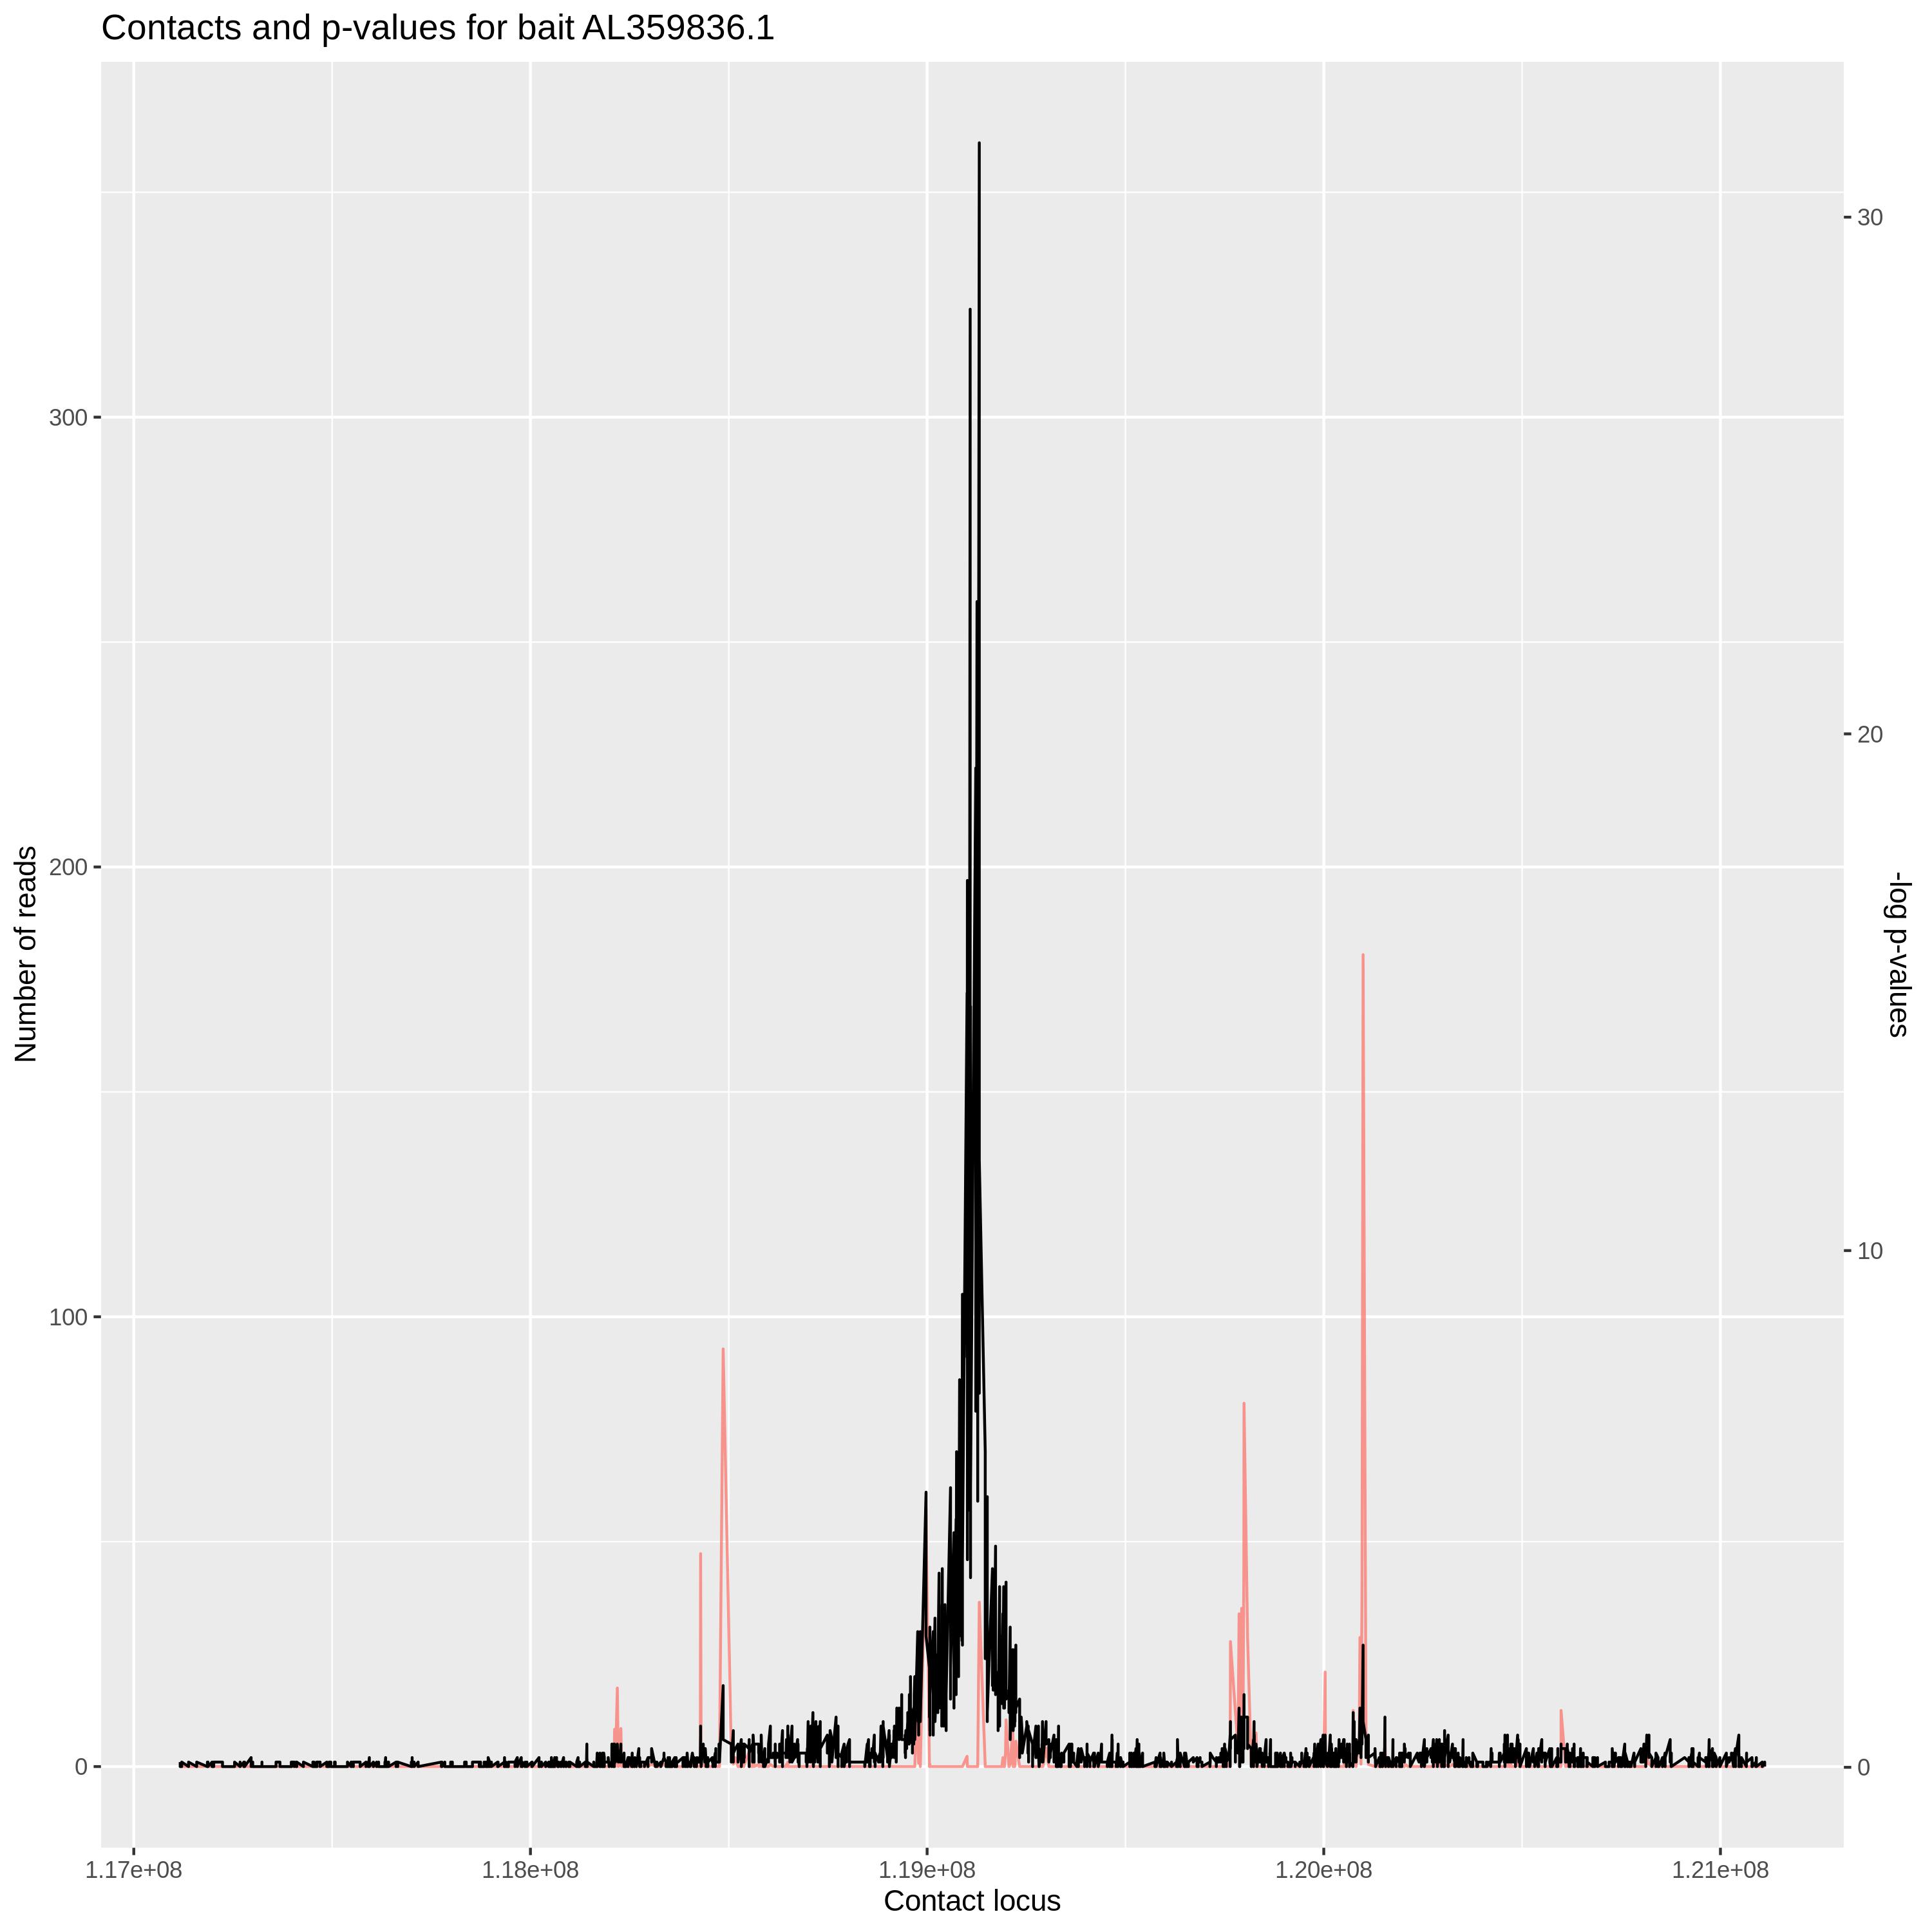 Contacts and p-values for bait AL359836.1
Number of reads
300
200
100
0
30
20
10
0
-log p-values
1.17e+08
1.18e+08
1.19e+08
1.20e+08
1.21e+08
Contact locus